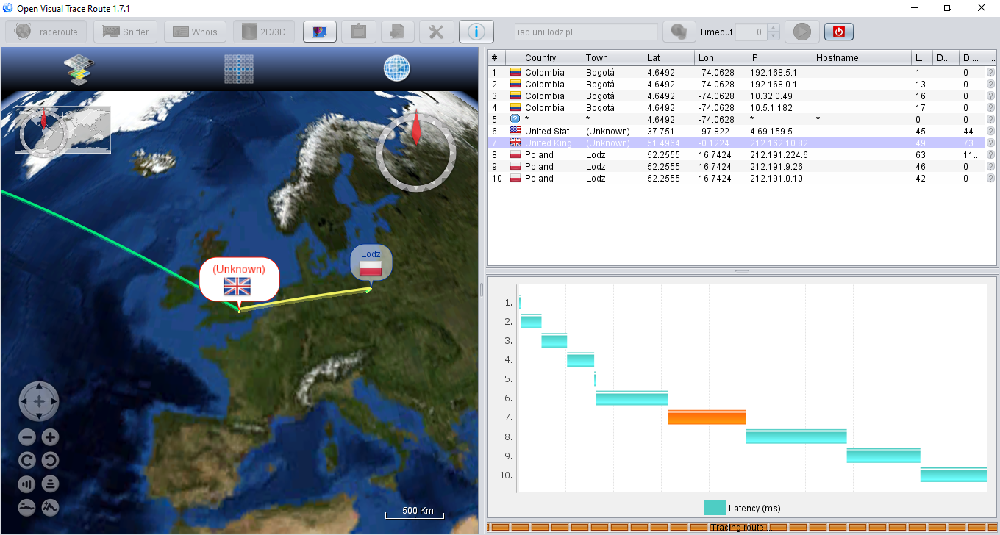 Open Visual Trace Route 1.7.1
Traceroute Sniffer Whois 2D/3D iso.uni.lodz.pl Timeout 0
# Country Town Lat Lon IP Hostname L... D... Di... ...
1 Colombia Bogotá 4.6492 -74.0628 192.168.5.1 1 0
2 Colombia Bogotá 4.6492 -74.0628 192.168.0.1 13 0
3 Colombia Bogotá 4.6492 -74.0628 10.32.0.49 16 0
4 Colombia Bogotá 4.6492 -74.0628 10.5.1.182 17 0
5 * * 4.6492 -74.0628 * * 0 0
6 United Stat... (Unknown) 37.751 -97.822 4.69.159.5 45 44...
7 United King... (Unknown) 51.4964 -0.1224 212.162.10.82 49 73...
8 Poland Lodz 52.2555 16.7424 212.191.224.6 63 11...
9 Poland Lodz 52.2555 16.7424 212.191.9.26 46 0
10 Poland Lodz 52.2555 16.7424 212.191.0.10 42 0
Lodz
(Unknown)
500 Km
1.
2.
3.
4.
5.
6.
7.
8.
9.
10.
Latency (ms)
Tracing route